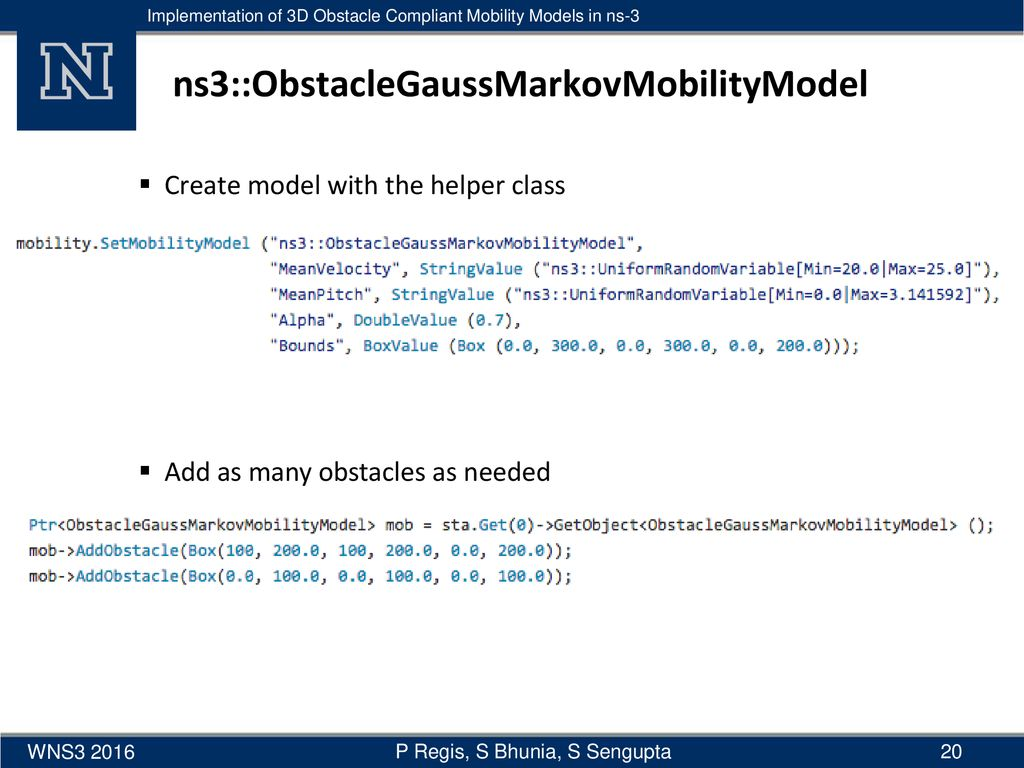 Implementation of 3D Obstacle Compliant Mobility Models in ns-3
N
ns3::ObstacleGaussMarkovMobilityModel
▪ Create model with the helper class
mobility.SetMobilityModel ("ns3::ObstacleGaussMarkovMobilityModel",
"MeanVelocity", StringValue ("ns3::UniformRandomVariable[Min=20.0|Max=25.0]"),
"MeanPitch", StringValue ("ns3::UniformRandomVariable[Min=0.0|Max=3.141592]"),
"Alpha", DoubleValue (0.7),
"Bounds", BoxValue (Box (0.0, 300.0, 0.0, 300.0, 0.0, 200.0)));
▪ Add as many obstacles as needed
Ptr<ObstacleGaussMarkovMobilityModel> mob = sta.Get(0)->GetObject<ObstacleGaussMarkovMobilityModel> ();
mob->AddObstacle(Box(100, 200.0, 100, 200.0, 0.0, 200.0));
mob->AddObstacle(Box(0.0, 100.0, 0.0, 100.0, 0.0, 100.0));
WNS3 2016
P Regis, S Bhunia, S Sengupta
20